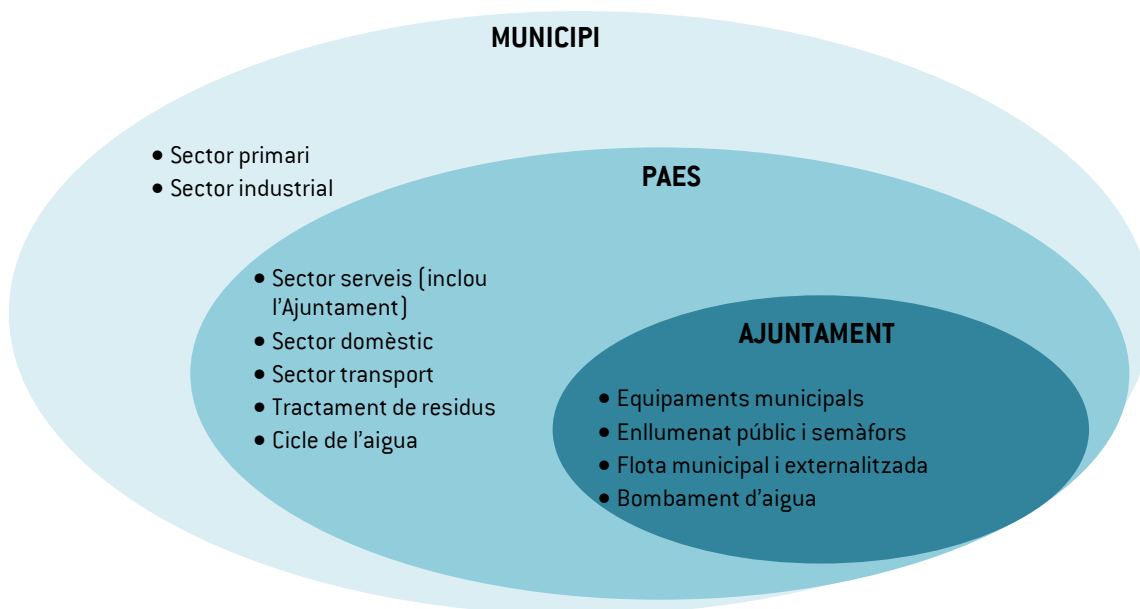 MUNICIPI
• Sector primari
• Sector industrial
PAES
• Sector serveis (inclou
l'Ajuntament)
• Sector domèstic
• Sector transport
• Tractament de residus
• Cicle de l'aigua
AJUNTAMENT
• Equipaments municipals
• Enllumenat públic i semàfors
• Flota municipal i externalitzada
• Bombament d'aigua